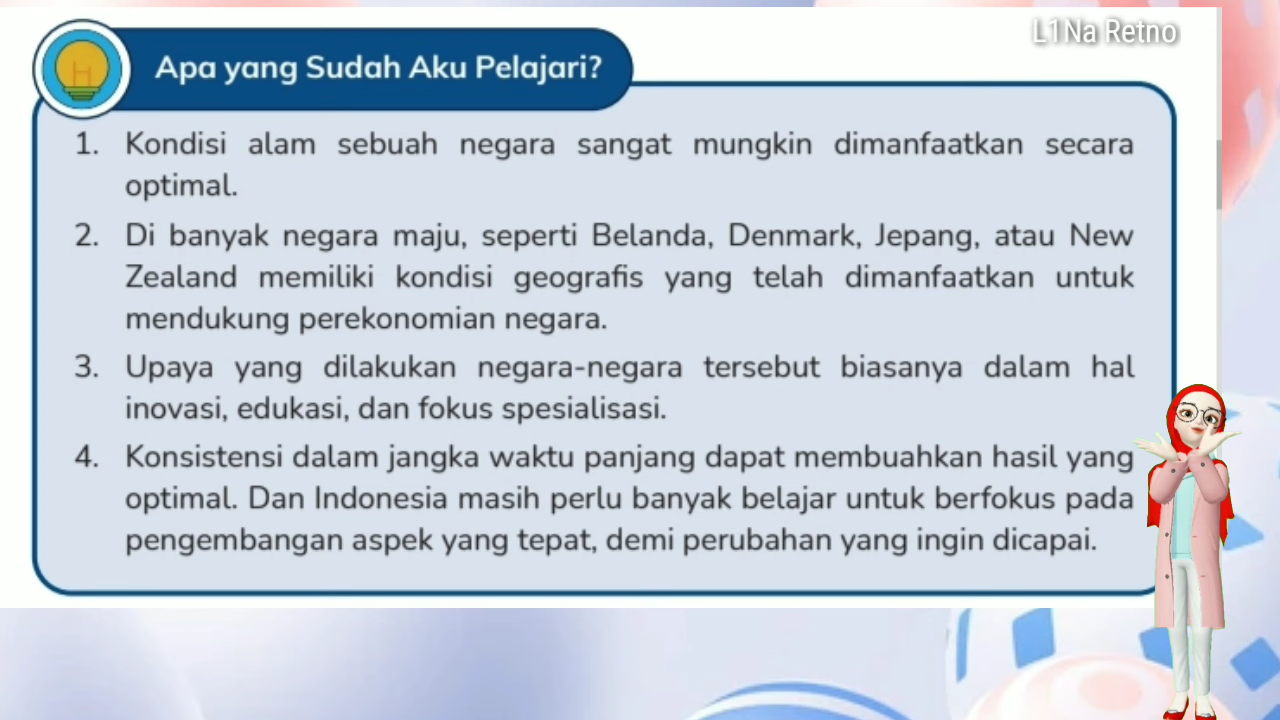 L1Na Retno
Apa yang Sudah Aku Pelajari?
1. Kondisi alam sebuah negara sangat mungkin dimanfaatkan secara
optimal.
2. Di banyak negara maju, seperti Belanda, Denmark, Jepang, atau New
Zealand memiliki kondisi geografis yang telah dimanfaatkan untuk
mendukung perekonomian negara.
3. Upaya yang dilakukan negara-negara tersebut biasanya dalam hal
inovasi, edukasi, dan fokus spesialisasi.
4. Konsistensi dalam jangka waktu panjang dapat membuahkan hasil yang
optimal. Dan Indonesia masih perlu banyak belajar untuk berfokus pada
pengembangan aspek yang tepat, demi perubahan yang ingin dicapai.